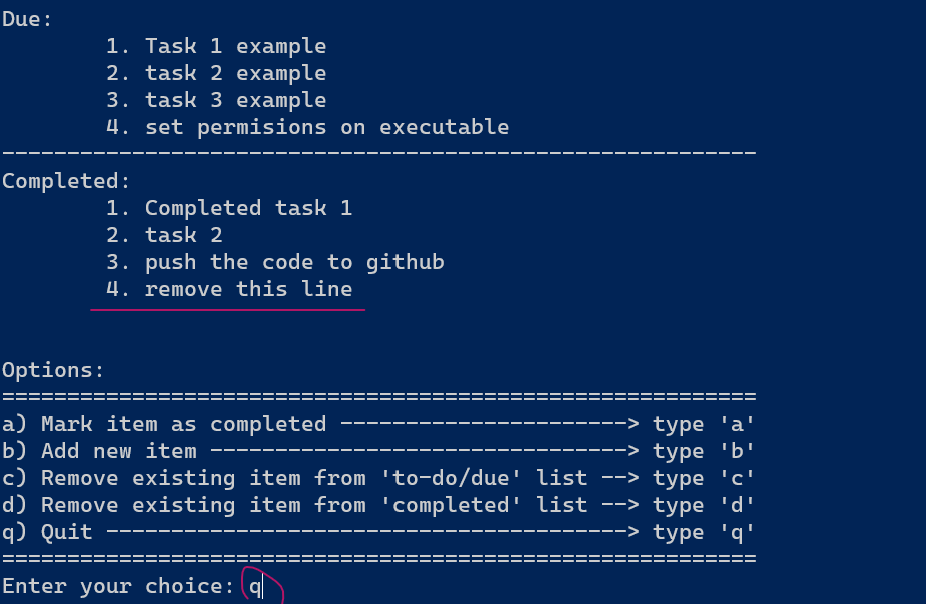 Due:
1. Task 1 example
2. task 2 example
3. task 3 example
4. set permisions on executable
----------------------------------------------------------
Completed:
1. Completed task 1
2. task 2
3. push the code to github
4. remove this line
Options:
==========================================================
a) Mark item as completed ----------------------> type 'a'
b) Add new item --------------------------------> type 'b'
c) Remove existing item from 'to-do/due' list --> type 'c'
d) Remove existing item from 'completed' list --> type 'd'
q) Quit ----------------------------------------> type 'q'
==========================================================
Enter your choice: q